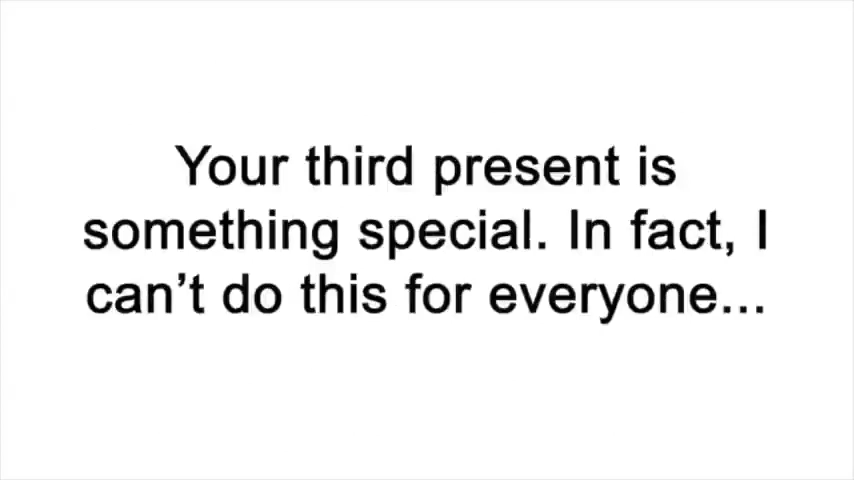 Your third present is
something special. In fact, I
can’t do this for everyone...